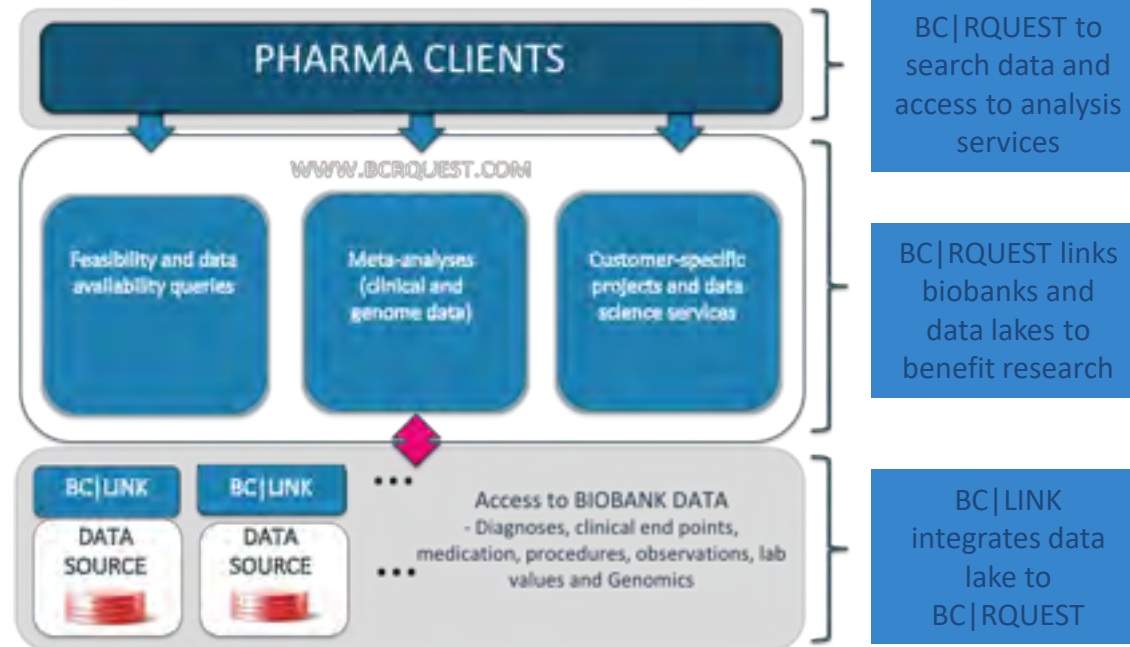 PHARMA CLIENTS
BC|RQUEST to
search data and
access to analysis
services
WWW.BCRQUEST.COM
Feasibility and data
availability queries
Meta-analyses
(clinical and
genome data)
Customer-specific
projects and data
science services
BC|RQUEST links
biobanks and
data lakes to
benefit research
BC|LINK
DATA
SOURCE
BC|LINK
DATA
SOURCE
...
...
Access to BIOBANK DATA
- Diagnoses, clinical end points,
medication, procedures, observations, lab
values and Genomics
BC|LINK
integrates data
lake to
BC|RQUEST